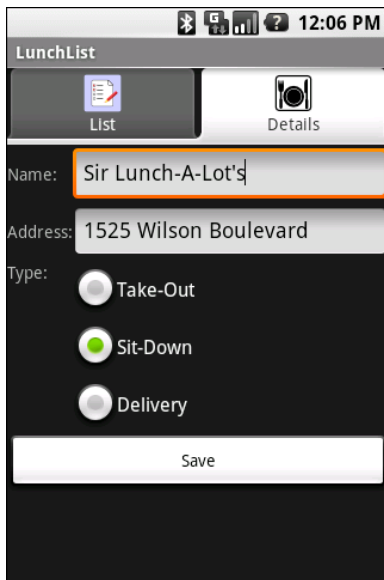 12:06 PM
LunchList
List Details
Name: Sir Lunch-A-Lot's
Address: 1525 Wilson Boulevard
Type:
Take-Out
Sit-Down
Delivery
Save